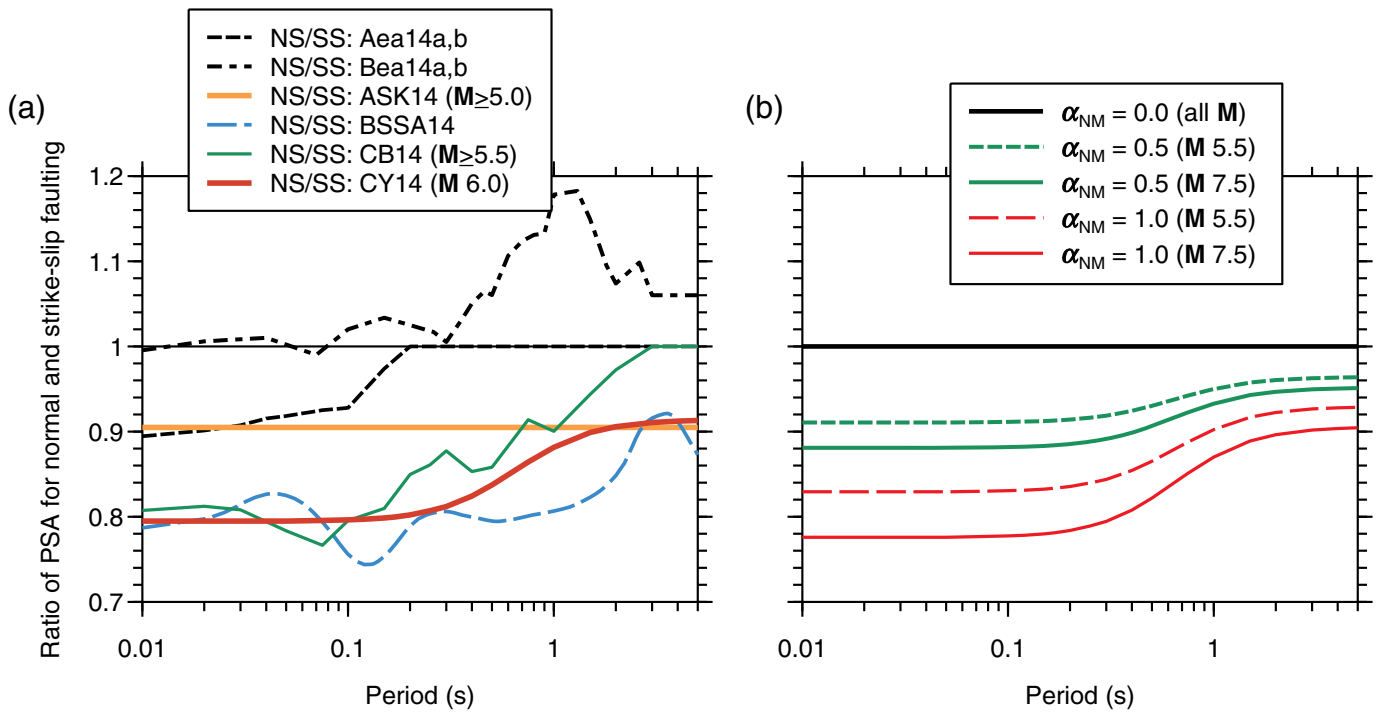 NS/SS: Aea14a,b
NS/SS: Bea14a,b
NS/SS: ASK14 (M≥5.0)
NS/SS: BSSA14
NS/SS: CB14 (M≥5.5)
NS/SS: CY14 (M 6.0)
(a)
Ratio of PSA for normal and strike-slip faulting
1.2
1.1
1
0.9
0.8
0.7
0.01
0.1
1
Period (s)
(b)
αNM = 0.0 (all M)
αNM = 0.5 (M 5.5)
αNM = 0.5 (M 7.5)
αNM = 1.0 (M 5.5)
αNM = 1.0 (M 7.5)
0.01
0.1
1
Period (s)